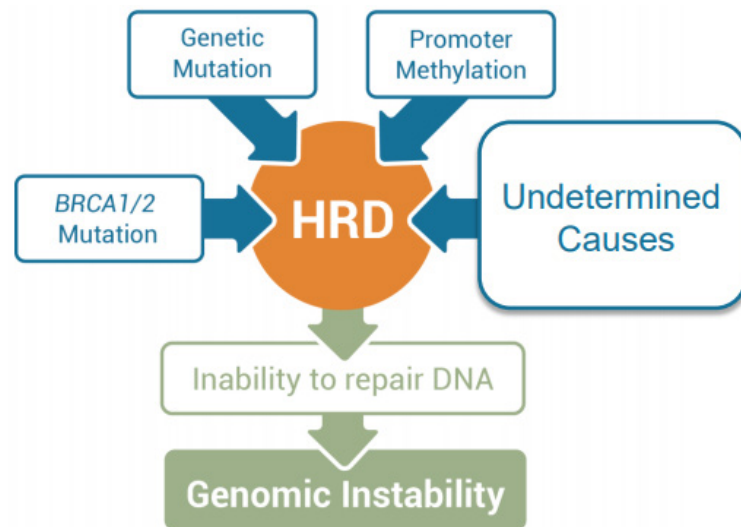 Genetic
Mutation
Promoter
Methylation
BRCA1/2
Mutation
HRD
Undetermined
Causes
Inability to repair DNA
Genomic Instability